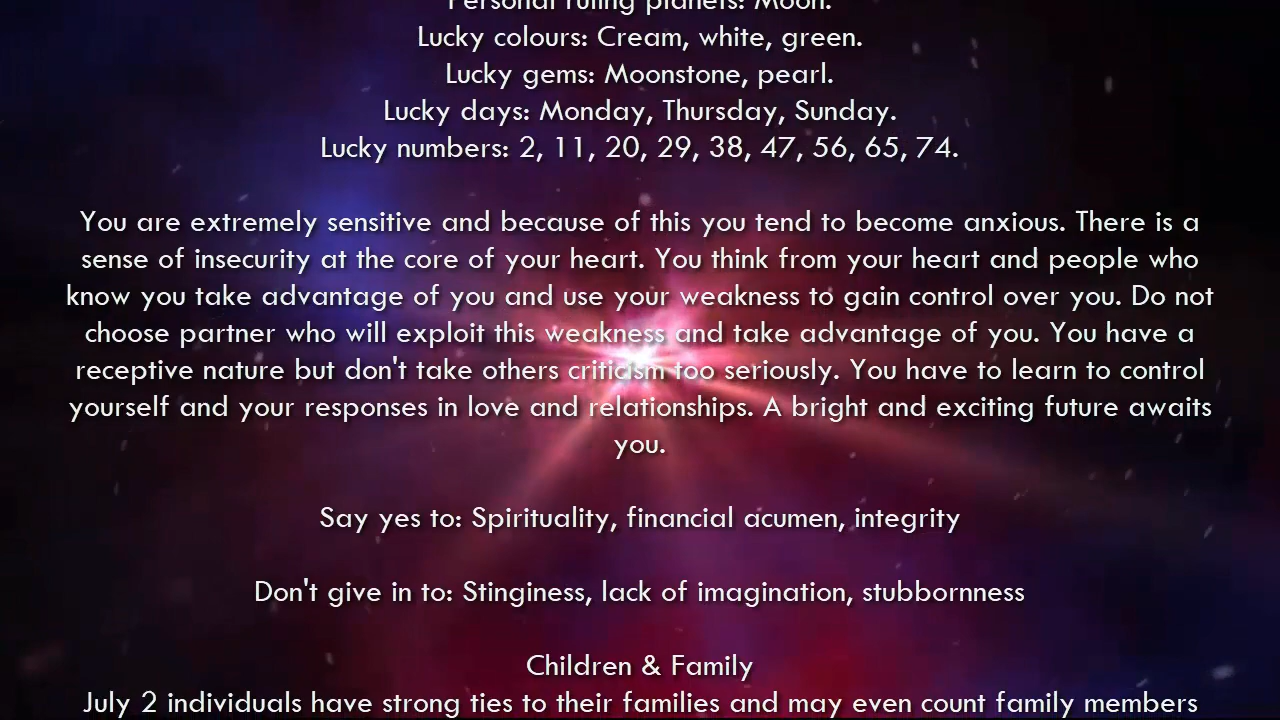 Personal ruling planets: Moon.
Lucky colours: Cream, white, green.
Lucky gems: Moonstone, pearl.
Lucky days: Monday, Thursday, Sunday.
Lucky numbers: 2, 11, 20, 29, 38, 47, 56, 65, 74.
You are extremely sensitive and because of this you tend to become anxious. There is a
sense of insecurity at the core of your heart. You think from your heart and people who
know you take advantage of you and use your weakness to gain control over you. Do not
choose partner who will exploit this weakness and take advantage of you. You have a
receptive nature but don't take others criticism too seriously. You have to learn to control
yourself and your responses in love and relationships. A bright and exciting future awaits
you.
Say yes to: Spirituality, financial acumen, integrity
Don't give in to: Stinginess, lack of imagination, stubbornness
Children & Family
July 2 individuals have strong ties to their families and may even count family members